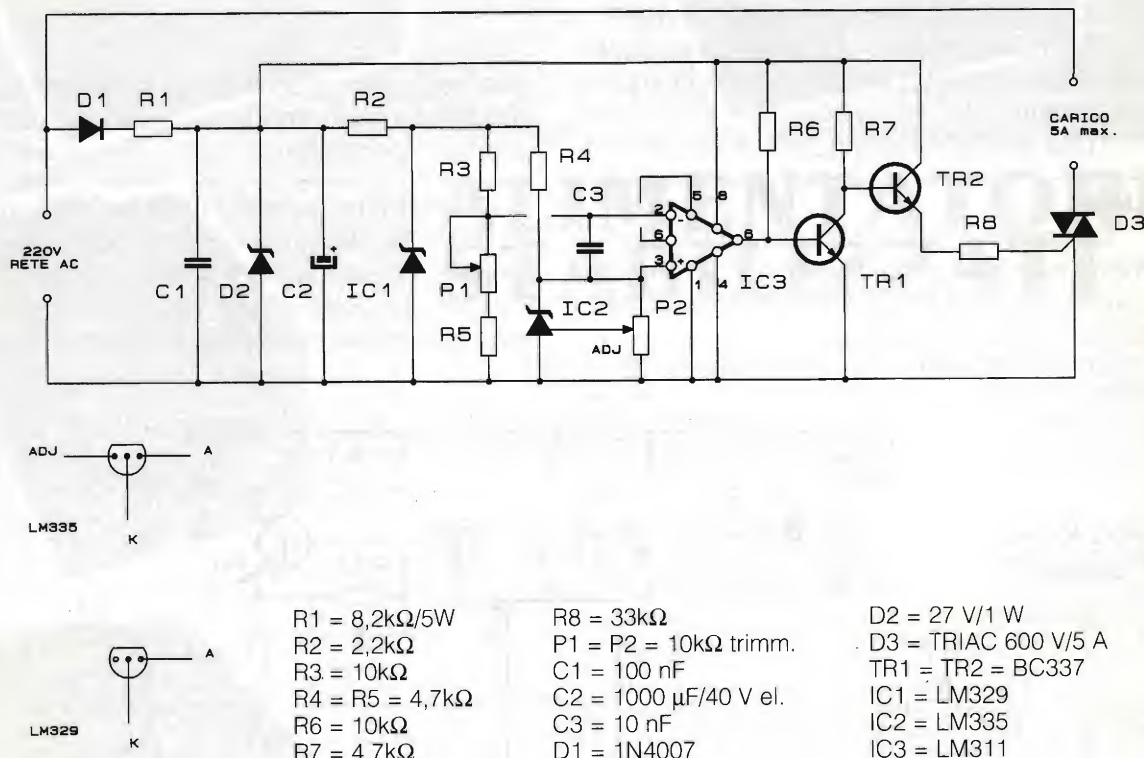 D1
R1
R2
R3
R4
C3
2
5
8
6
3
1
4
6
IC3
R6
R7
TR2
TR1
R8
CARICO
5A max.
D3
220V
RETE AC
C1
D2
C2
+
IC1
P1
R5
IC2
ADJ
P2
-
+
ADJ
A
LM335
K
A
LM329
K
R1 = 8,2kΩ/5W
R2 = 2,2kΩ
R3 = 10kΩ
R4 = R5 = 4,7kΩ
R6 = 10kΩ
R7 = 4,7kΩ
R8 = 33kΩ
P1 = P2 = 10kΩ trimm.
C1 = 100 nF
C2 = 1000 µF/40 V el.
C3 = 10 nF
D1 = 1N4007
D2 = 27 V/1 W
D3 = TRIAC 600 V/5 A
TR1 = TR2 = BC337
IC1 = LM329
IC2 = LM335
IC3 = LM311